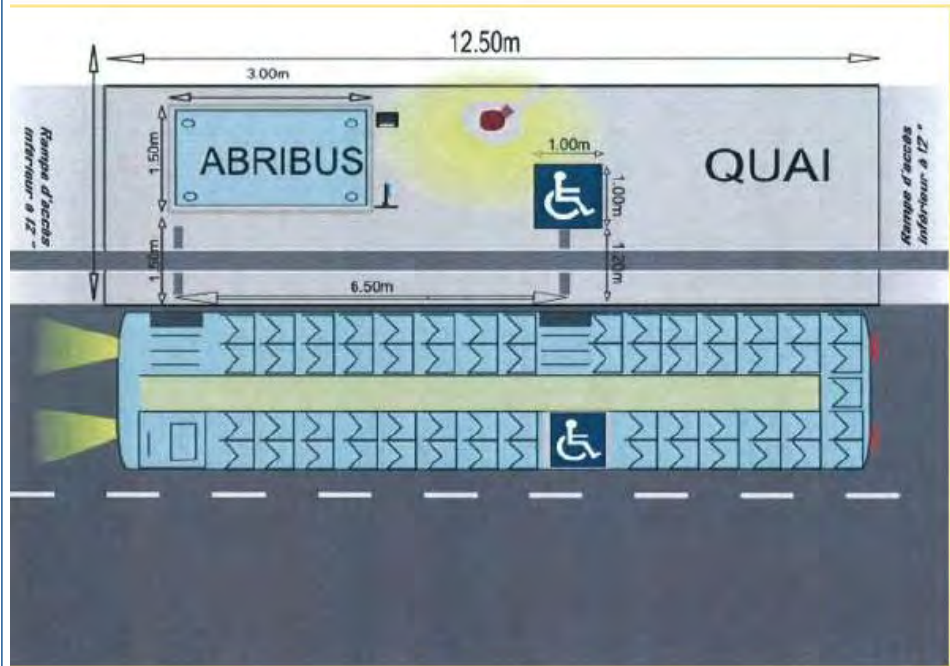 12.50m
3.00m
1.50m
ABRIBUS
1.00m
1.00m
QUAI
Rampe d'accès
inférieur à 12 "
Rampe d'accès
inférieur à 12 "
1.50m
1.20m
6.50m